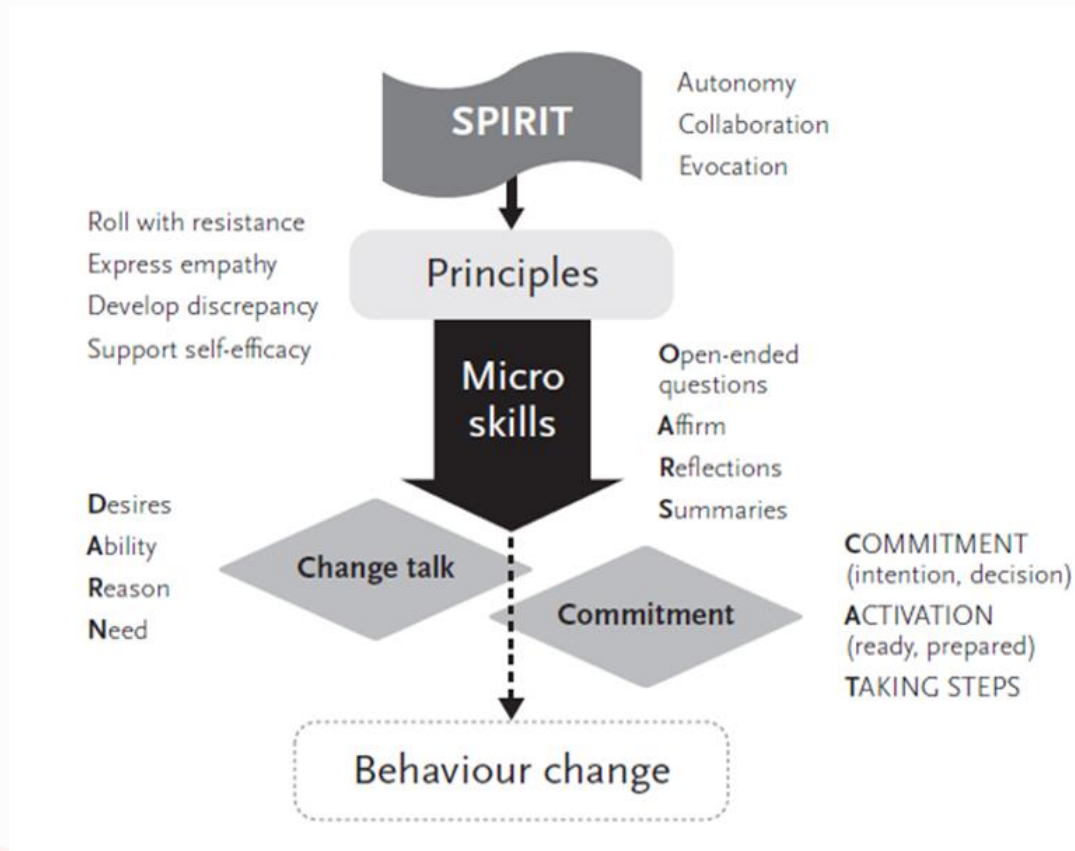 SPIRIT
Autonomy
Collaboration
Evocation
Roll with resistance
Express empathy
Develop discrepancy
Support self-efficacy
Principles
Micro
skills
Open-ended
questions
Affirm
Reflections
Summaries
Desires
Ability
Reason
Need
Change talk
Commitment
COMMITMENT
(intention, decision)
ACTIVATION
(ready, prepared)
TAKING STEPS
Behaviour change